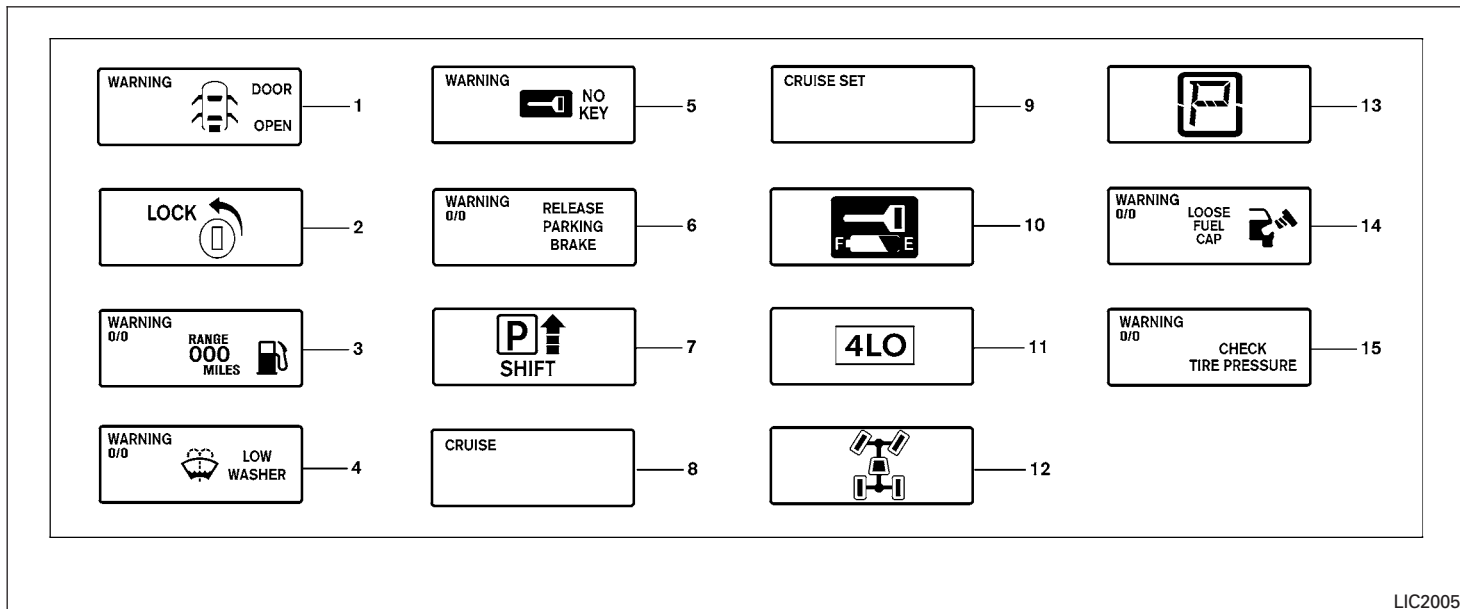 WARNING
DOOR
OPEN
1
LOCK
2
WARNING
0/0
RANGE
000
MILES
3
WARNING
0/0
LOW
WASHER
4
WARNING
NO
KEY
5
WARNING
0/0
RELEASE
PARKING
BRAKE
6
P
SHIFT
7
CRUISE
8
CRUISE SET
9
F E
10
4LO
11
12
P
13
WARNING
0/0
LOOSE
FUEL
CAP
14
WARNING
0/0
CHECK
TIRE PRESSURE
15
LIC2005